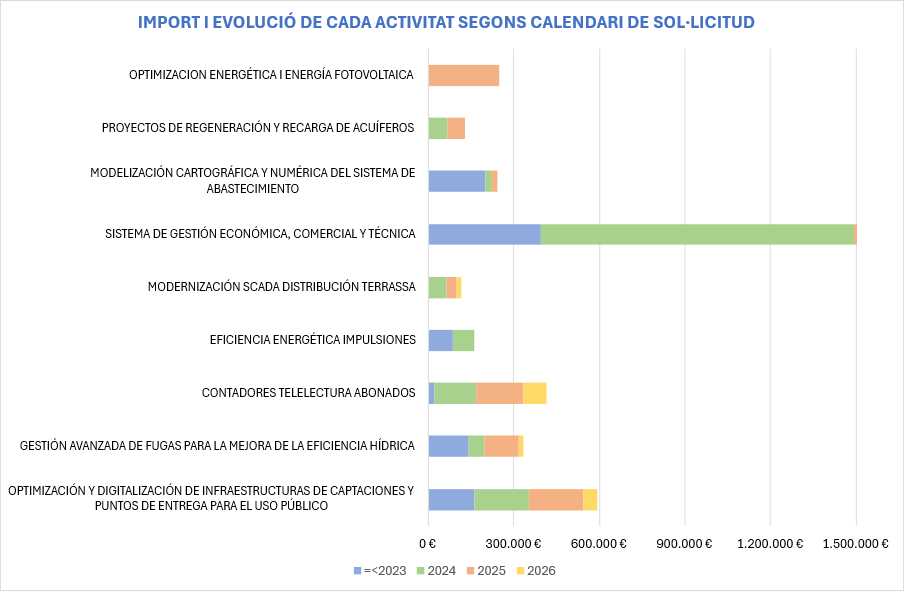 IMPORT I EVOLUCIÓ DE CADA ACTIVITAT SEGONS CALENDARI DE SOL·LICITUD
OPTIMIZACION ENERGÉTICA I ENERGÍA FOTOVOLTAICA
PROYECTOS DE REGENERACIÓN Y RECARGA DE ACUÍFEROS
MODELIZACIÓN CARTOGRÁFICA Y NUMÉRICA DEL SISTEMA DE
ABASTECIMIENTO
SISTEMA DE GESTIÓN ECONÓMICA, COMERCIAL Y TÉCNICA
MODERNIZACIÓN SCADA DISTRIBUCIÓN TERRASSA
EFICIENCIA ENERGÉTICA IMPULSIONES
CONTADORES TELELECTURA ABONADOS
GESTIÓN AVANZADA DE FUGAS PARA LA MEJORA DE LA EFICIENCIA HÍDRICA
OPTIMIZACIÓN Y DIGITALIZACIÓN DE INFRAESTRUCTURAS DE CAPTACIONES Y
PUNTOS DE ENTREGA PARA EL USO PÚBLICO
0 € 300.000 € 600.000 € 900.000 € 1.200.000 € 1.500.000 €
=<2023 2024 2025 2026